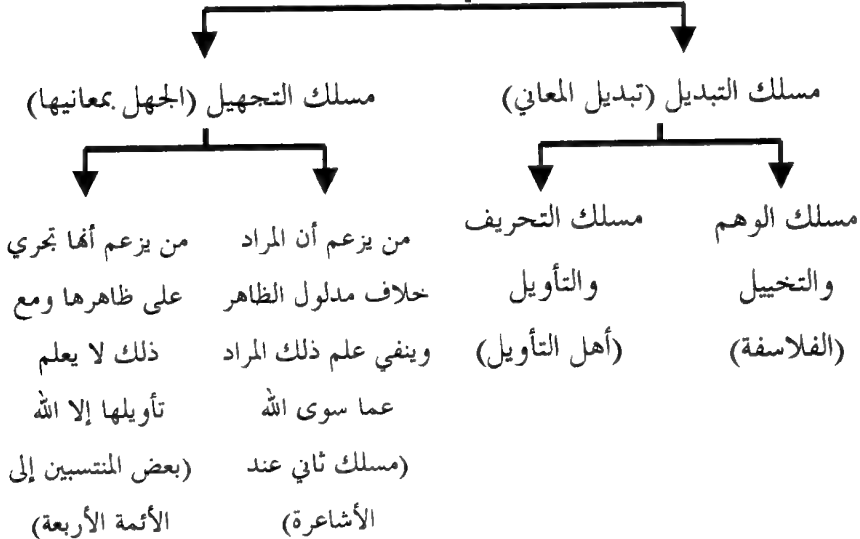 مسلك التبديل (تبديل المعاني)
مسلك التجهيل (الجهل بمعانيها)
مسلك الوهم
والتخييل
(الفلاسفة)
مسلك التحريف
والتأويل
(أهل التأويل)
من يزعم أن المراد
خلاف مدلول الظاهر
وينفي علم ذلك المراد
عما سوى الله
(مسلك ثاني عند
الأشاعرة)
من يزعم أنها تجري
على ظاهرها ومع
ذلك لا يعلم
تأويلها إلا الله
(بعض المنتسبين إلى
الأئمة الأربعة)